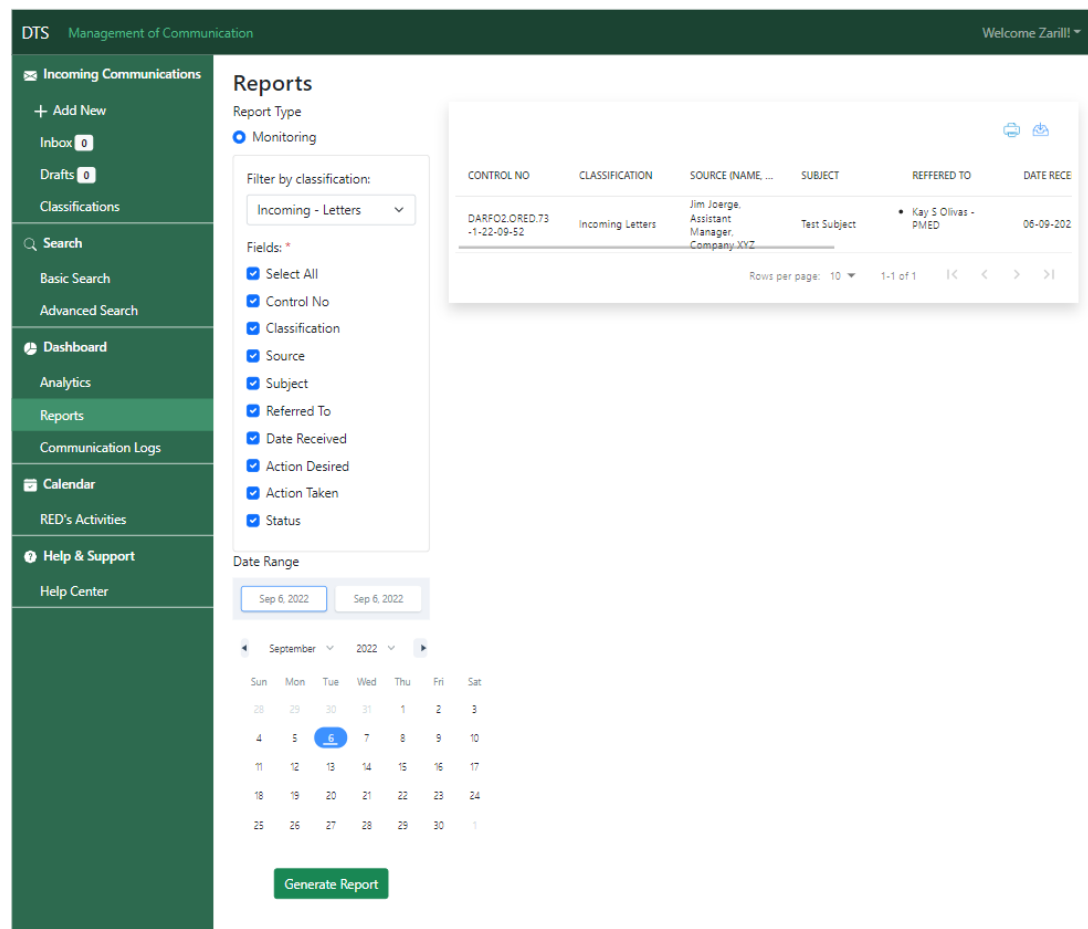 DTS Management of Communication
Welcome Zarill!
Incoming Communications
Add New
Inbox 0
Drafts 0
Classifications
Search
Basic Search
Advanced Search
Dashboard
Analytics
Reports
Communication Logs
Calendar
RED's Activities
Help & Support
Help Center
Reports
Report Type
Monitoring
Filter by classification:
Incoming - Letters
Fields: *
Select All
Control No
Classification
Source
Subject
Referred To
Date Received
Action Desired
Action Taken
Status
Date Range
Sep 6, 2022 Sep 6, 2022
September 2022
Sun Mon Tue Wed Thu Fri Sat
28 29 30 31 1 2 3
4 5 6 7 8 9 10
11 12 13 14 15 16 17
18 19 20 21 22 23 24
25 26 27 28 29 30 1
Generate Report
CONTROL NO CLASSIFICATION SOURCE (NAME, ... SUBJECT REFFERED TO DATE RECE
DARFO2.ORED.73
-1-22-09-52
Incoming Letters
Jim Joerge,
Assistant
Manager,
Company XYZ
Test Subject
• Kay S Olivas -
PMED
06-09-202
Rows per page: 10 1-1 of 1